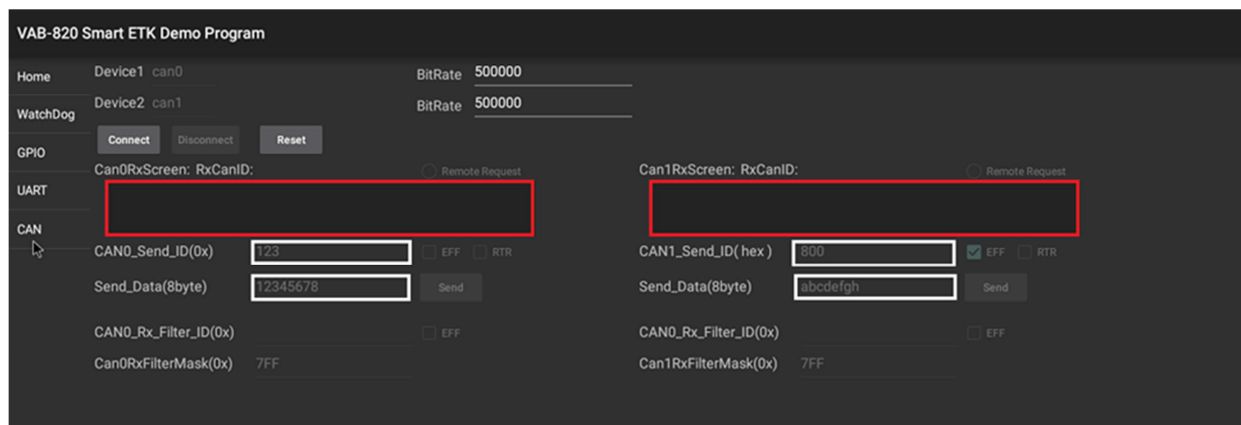 VAB-820 Smart ETK Demo Program
Home
WatchDog
GPIO
UART
CAN
Device1 can0 BitRate 500000
Device2 can1 BitRate 500000
Connect Disconnect Reset
Can0RxScreen: RxCanID: Remote Request
CAN0_Send_ID(0x) 123 EFF RTR
Send_Data(8byte) 12345678 Send
CAN0_Rx_Filter_ID(0x) EFF
Can0RxFilterMask(0x) 7FF
Can1RxScreen: RxCanID: Remote Request
CAN1_Send_ID( hex ) 800 EFF RTR
Send_Data(8byte) abcdefgh Send
CAN0_Rx_Filter_ID(0x) EFF
Can1RxFilterMask(0x) 7FF